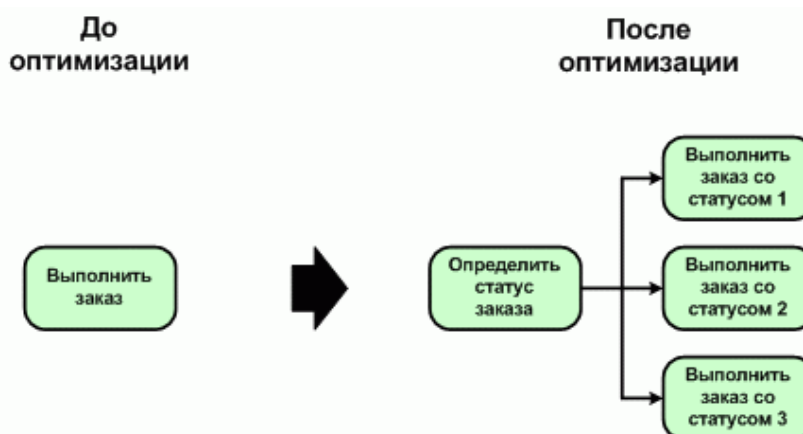 До
оптимизации
После
оптимизации
Выполнить
заказ
Определить
статус
заказа
Выполнить
заказ со
статусом 1
Выполнить
заказ со
статусом 2
Выполнить
заказ со
статусом 3